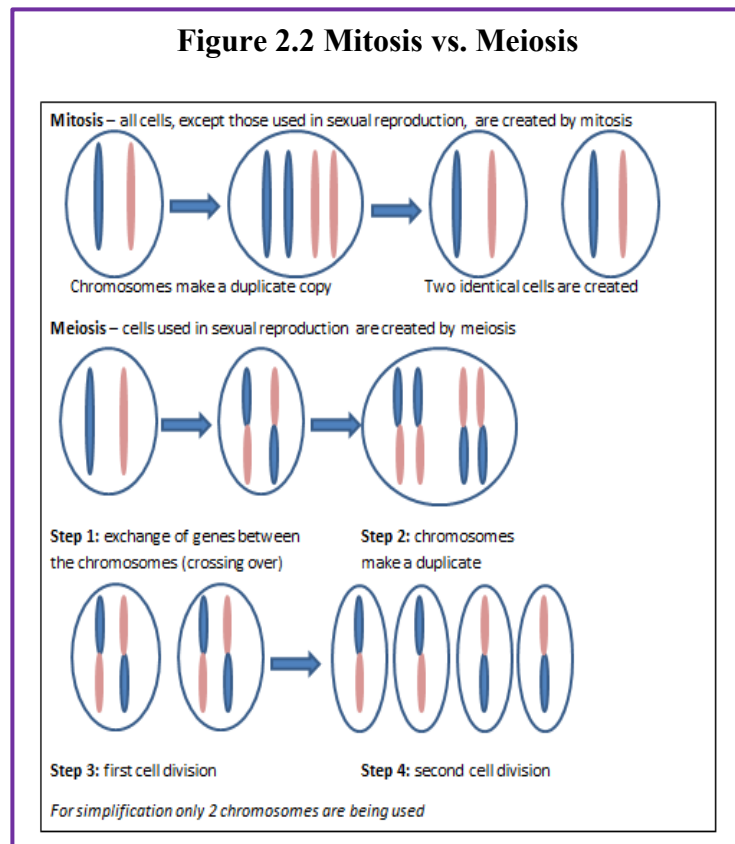 Figure 2.2 Mitosis vs. Meiosis
Mitosis – all cells, except those used in sexual reproduction, are created by mitosis
Chromosomes make a duplicate copy
Two identical cells are created
Meiosis – cells used in sexual reproduction are created by meiosis
Step 1: exchange of genes between
the chromosomes (crossing over)
Step 2: chromosomes
make a duplicate
Step 3: first cell division
Step 4: second cell division
For simplification only 2 chromosomes are being used